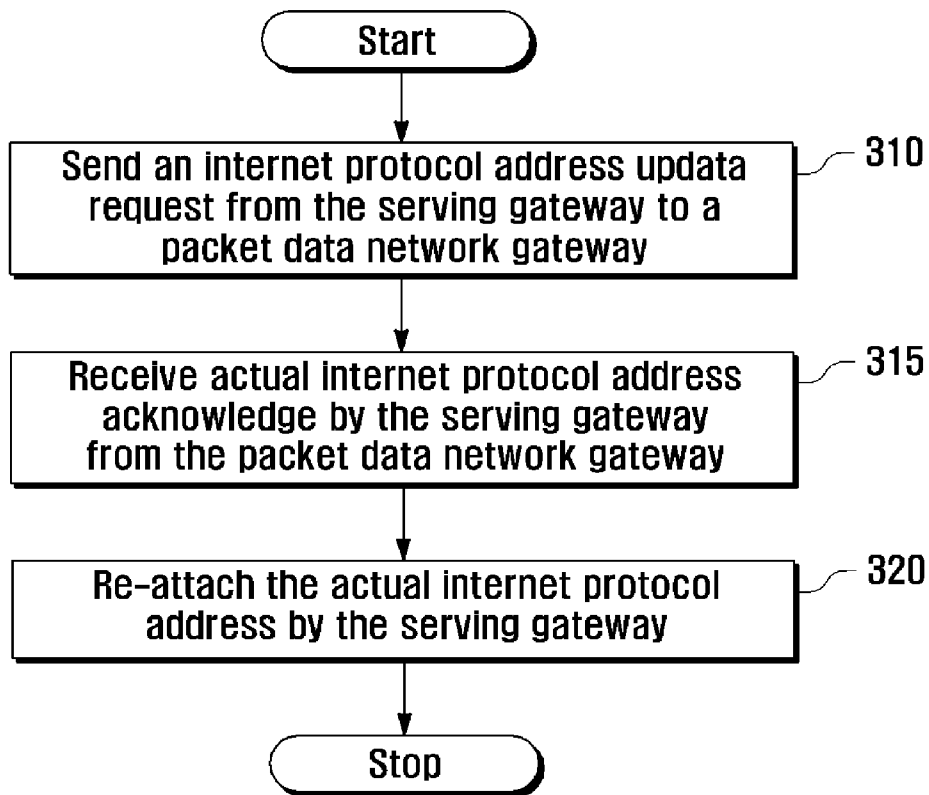 Start
Send an internet protocol address updata
request from the serving gateway to a
packet data network gateway
310
Receive actual internet protocol address
acknowledge by the serving gateway
from the packet data network gateway
315
Re-attach the actual internet protocol
address by the serving gateway
320
Stop